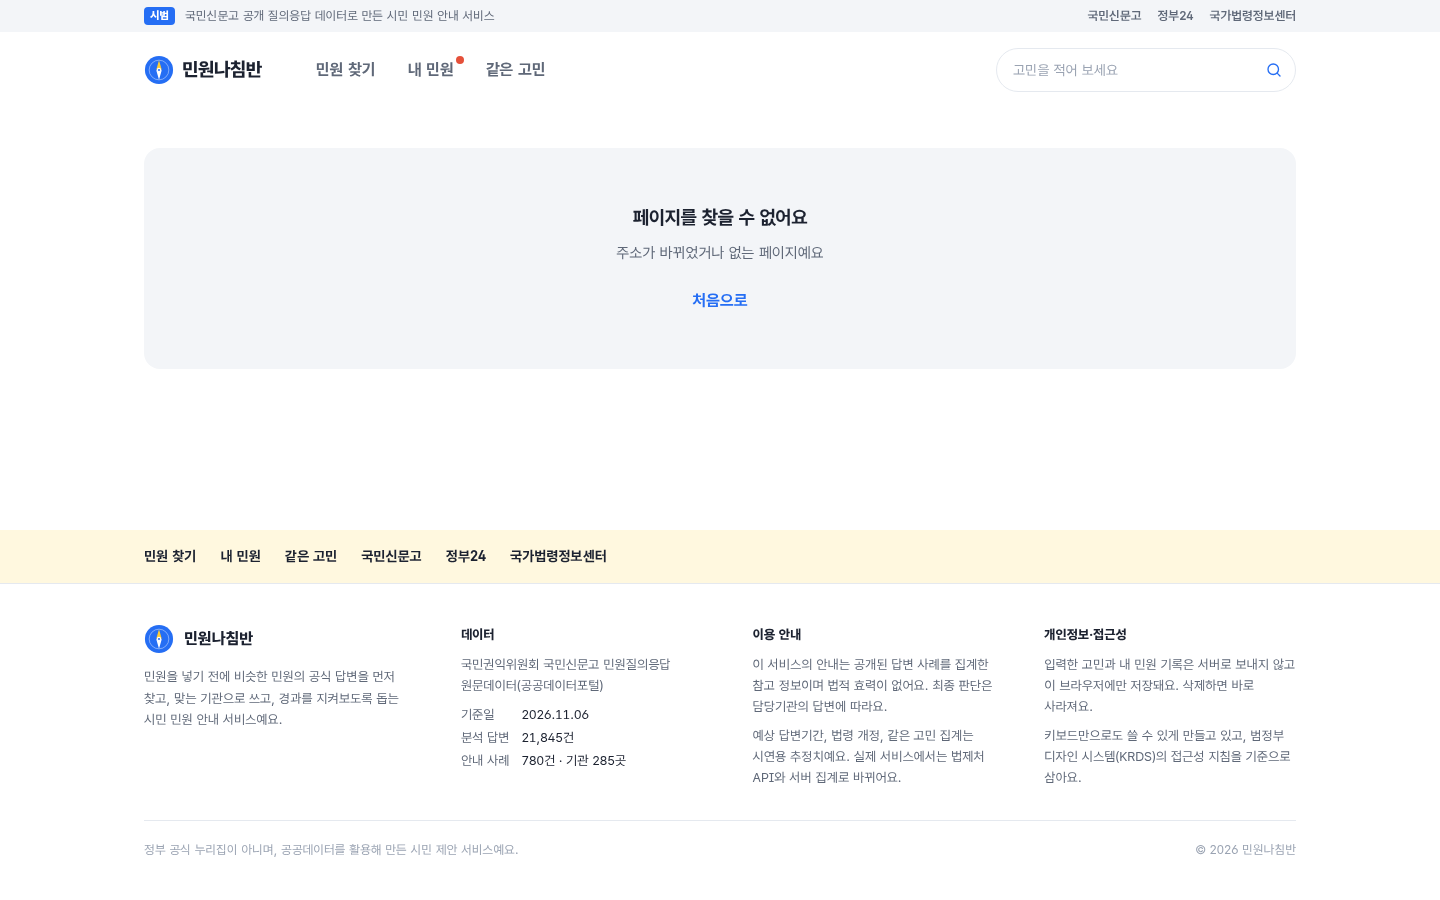 시범 국민신문고 공개 질의응답 데이터로 만든 시민 민원 안내 서비스
국민신문고 정부24 국가법령정보센터
민원나침반
민원 찾기 내 민원 같은 고민
고민을 적어 보세요
페이지를 찾을 수 없어요
주소가 바뀌었거나 없는 페이지예요
처음으로
민원 찾기 내 민원 같은 고민 국민신문고 정부24 국가법령정보센터
민원나침반
민원을 넣기 전에 비슷한 민원의 공식 답변을 먼저
찾고, 맞는 기관으로 쓰고, 경과를 지켜보도록 돕는
시민 민원 안내 서비스예요.
데이터
국민권익위원회 국민신문고 민원질의응답
원문데이터(공공데이터포털)
기준일 2026.11.06
분석 답변 21,845건
안내 사례 780건 · 기관 285곳
이용 안내
이 서비스의 안내는 공개된 답변 사례를 집계한
참고 정보이며 법적 효력이 없어요. 최종 판단은
담당기관의 답변에 따라요.
예상 답변기간, 법령 개정, 같은 고민 집계는
시연용 추정치예요. 실제 서비스에서는 법제처
API와 서버 집계로 바뀌어요.
개인정보·접근성
입력한 고민과 내 민원 기록은 서버로 보내지 않고
이 브라우저에만 저장돼요. 삭제하면 바로
사라져요.
키보드만으로도 쓸 수 있게 만들고 있고, 범정부
디자인 시스템(KRDS)의 접근성 지침을 기준으로
삼아요.
정부 공식 누리집이 아니며, 공공데이터를 활용해 만든 시민 제안 서비스예요.
© 2026 민원나침반